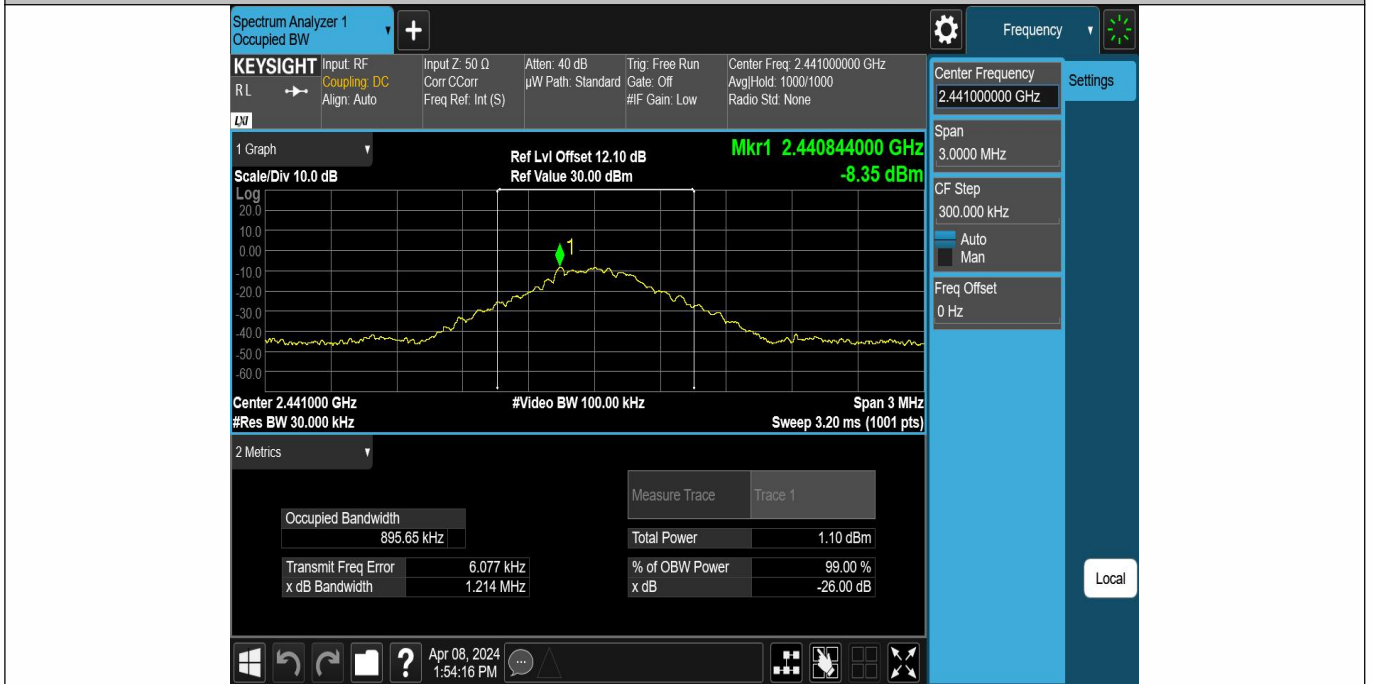 Spectrum Analyzer 1
Occupied BW
+
Frequency
KEYSIGHT
RL
LXI
Input: RF
Coupling: DC
Align: Auto
Input Z: 50 Ω
Corr CCorr
Freq Ref: Int (S)
Atten: 40 dB
µW Path: Standard
Trig: Free Run
Gate: Off
#IF Gain: Low
Center Freq: 2.441000000 GHz
Avg|Hold: 1000/1000
Radio Std: None
Center Frequency
2.441000000 GHz
Settings
Span
3.0000 MHz
CF Step
300.000 kHz
Auto
Man
Freq Offset
0 Hz
Local
1 Graph
Scale/Div 10.0 dB
Ref Lvl Offset 12.10 dB
Ref Value 30.00 dBm
Mkr1 2.440844000 GHz
-8.35 dBm
Log
20.0
10.0
0.00
-10.0
-20.0
-30.0
-40.0
-50.0
-60.0
1
Center 2.441000 GHz
#Res BW 30.000 kHz
#Video BW 100.00 kHz
Span 3 MHz
Sweep 3.20 ms (1001 pts)
2 Metrics
Measure Trace Trace 1
Occupied Bandwidth
895.65 kHz
Total Power 1.10 dBm
Transmit Freq Error 6.077 kHz
% of OBW Power 99.00 %
x dB Bandwidth 1.214 MHz
x dB -26.00 dB
?
Apr 08, 2024
1:54:16 PM